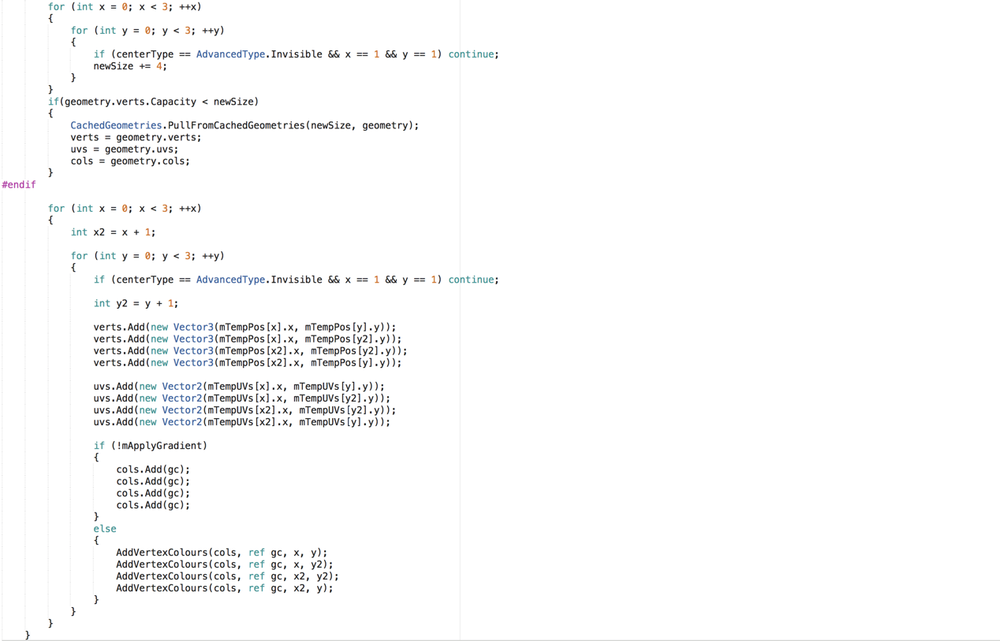 for (int x = 0; x < 3; ++x)
{
for (int y = 0; y < 3; ++y)
{
if (centerType == AdvancedType.Invisible && x == 1 && y == 1) continue;
newSize += 4;
}
}
if(geometry.verts.Capacity < newSize)
{
CachedGeometries.PullFromCachedGeometries(newSize, geometry);
verts = geometry.verts;
uvs = geometry.uvs;
cols = geometry.cols;
}
#endif
for (int x = 0; x < 3; ++x)
{
int x2 = x + 1;
for (int y = 0; y < 3; ++y)
{
if (centerType == AdvancedType.Invisible && x == 1 && y == 1) continue;
int y2 = y + 1;
verts.Add(new Vector3(mTempPos[x].x, mTempPos[y].y));
verts.Add(new Vector3(mTempPos[x].x, mTempPos[y2].y));
verts.Add(new Vector3(mTempPos[x2].x, mTempPos[y2].y));
verts.Add(new Vector3(mTempPos[x2].x, mTempPos[y].y));
uvs.Add(new Vector2(mTempUVs[x].x, mTempUVs[y].y));
uvs.Add(new Vector2(mTempUVs[x].x, mTempUVs[y2].y));
uvs.Add(new Vector2(mTempUVs[x2].x, mTempUVs[y2].y));
uvs.Add(new Vector2(mTempUVs[x2].x, mTempUVs[y].y));
if (!mApplyGradient)
{
cols.Add(gc);
cols.Add(gc);
cols.Add(gc);
cols.Add(gc);
}
else
{
AddVertexColours(cols, ref gc, x, y);
AddVertexColours(cols, ref gc, x, y2);
AddVertexColours(cols, ref gc, x2, y2);
AddVertexColours(cols, ref gc, x2, y);
}
}
}
}